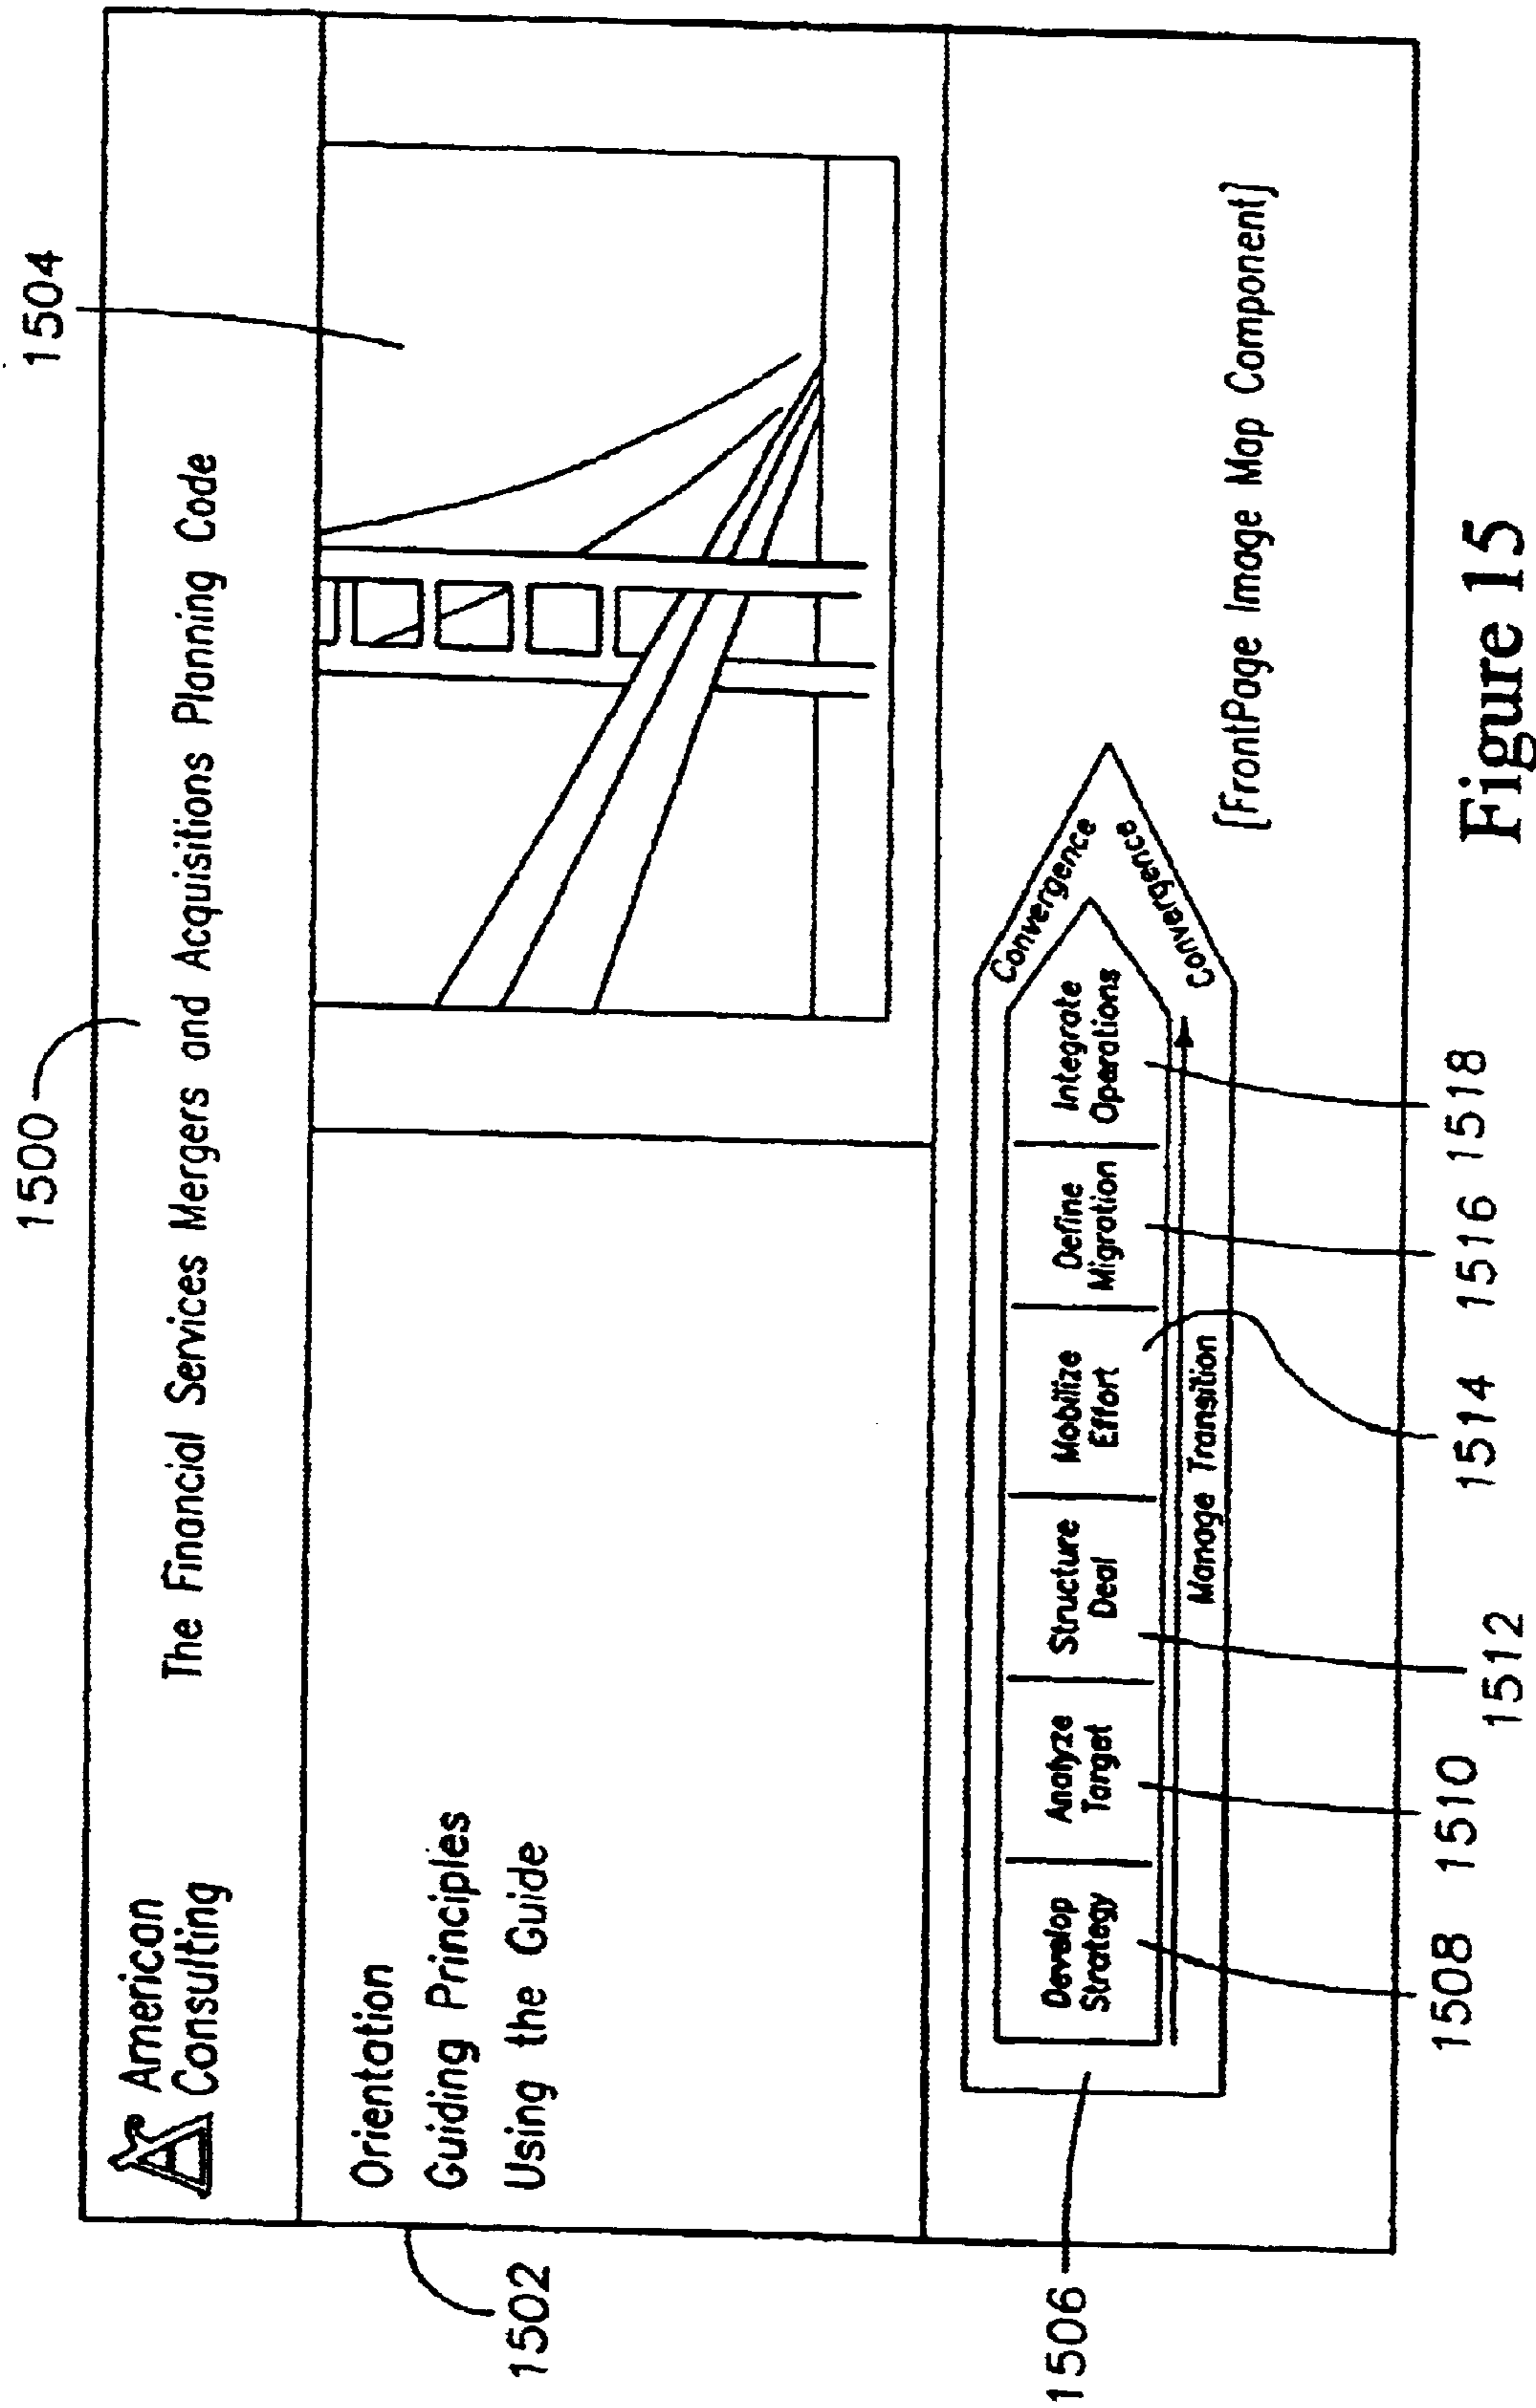 1500
1504
American
Consulting
The Financial Services Mergers and Acquisitions Planning Code
1502
Orientation
Guiding Principles
Using the Guide
1506
Develop
Strategy
Analyze
Target
Structure
Deal
Mobilize
Effort
Define
Migration
Integrate
Operations
Convergence
Convergence
Manage Transition
[FrontPage Image Map Component]
1508
1510
1512
1514
1516
1518
Figure 15